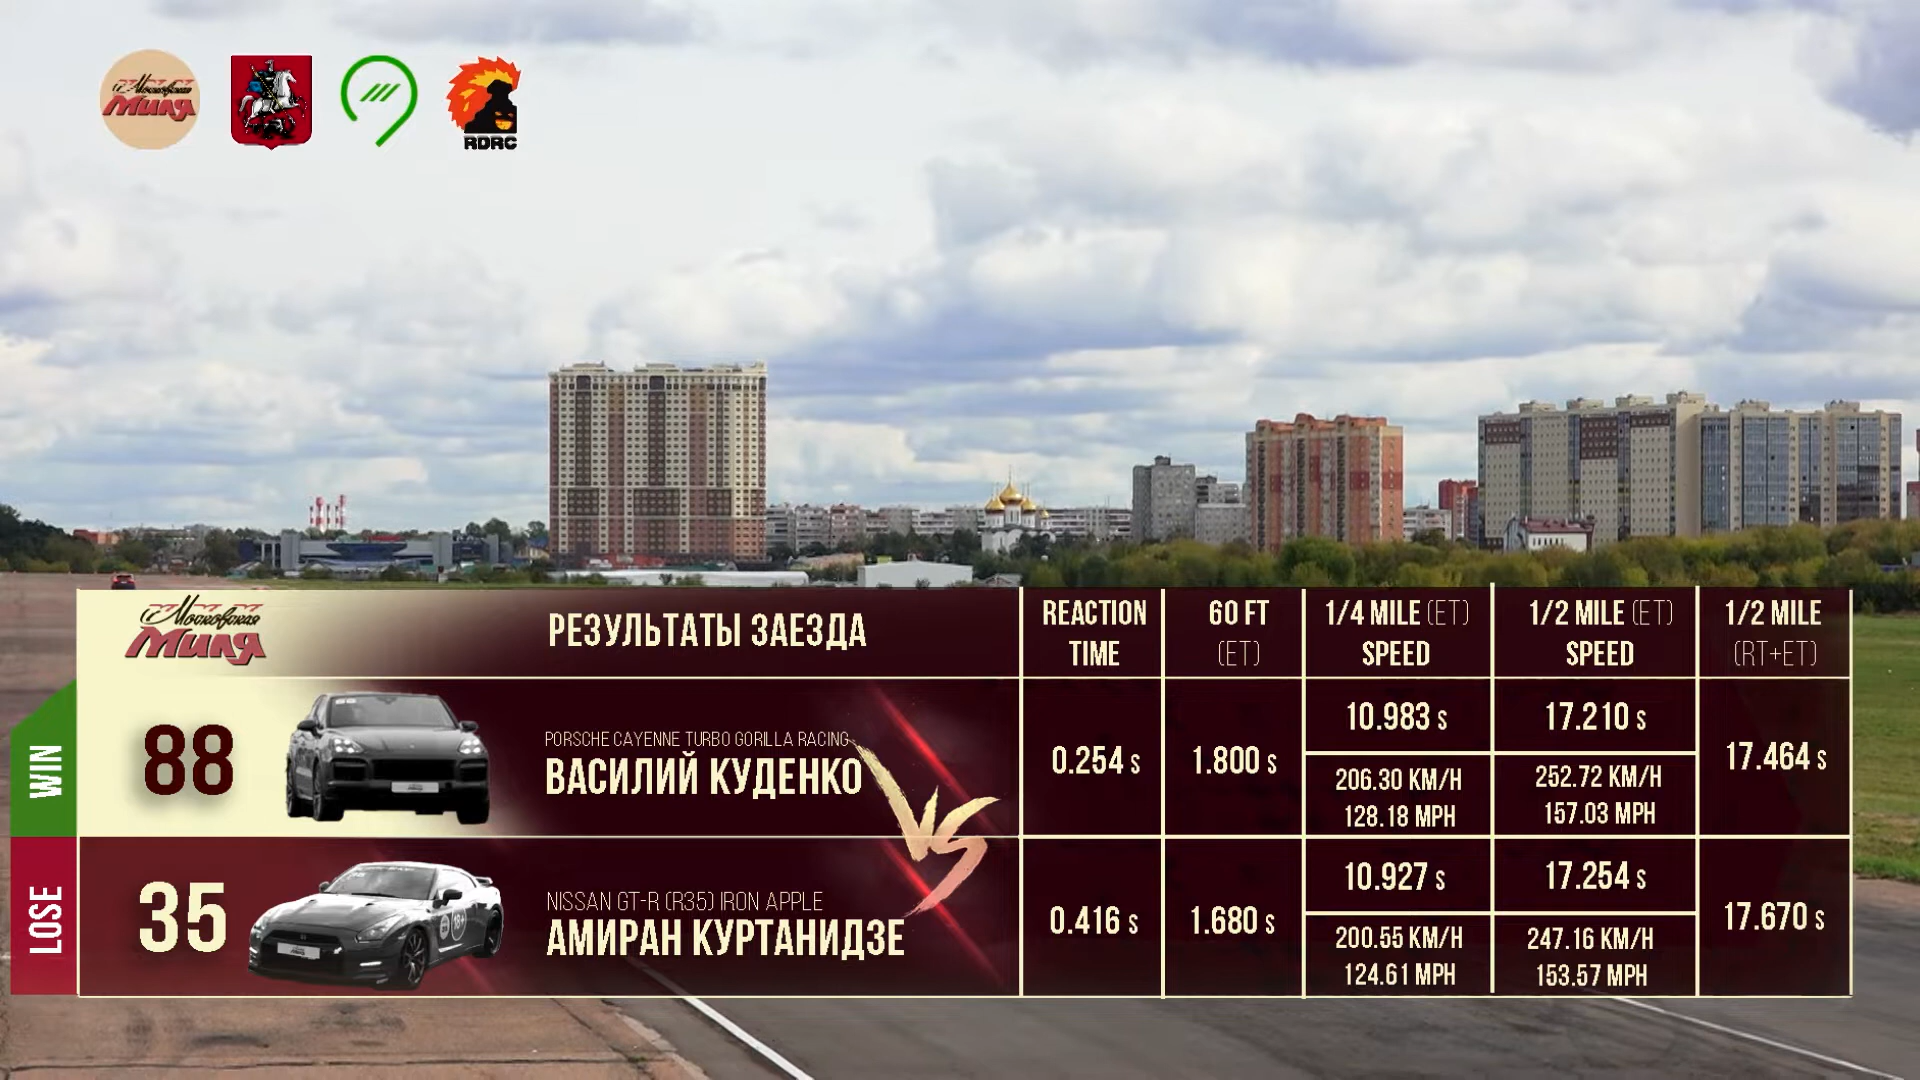 Московская
Миля
RDRC
Московская
Миля
РЕЗУЛЬТАТЫ ЗАЕЗДА
REACTION
TIME
60 FT
(ET)
1/4 MILE (ET)
SPEED
1/2 MILE (ET)
SPEED
1/2 MILE
(RT+ET)
WIN
88
PORSCHE CAYENNE TURBO GORILLA RACING
ВАСИЛИЙ КУДЕНКО
0.254 S
1.800 S
10.983 S
206.30 KM/H
128.18 MPH
17.210 S
252.72 KM/H
157.03 MPH
17.464 S
VS
LOSE
35
18+
NISSAN GT-R (R35) IRON APPLE
АМИРАН КУРТАНИДЗЕ
0.416 S
1.680 S
10.927 S
200.55 KM/H
124.61 MPH
17.254 S
247.16 KM/H
153.57 MPH
17.670 S